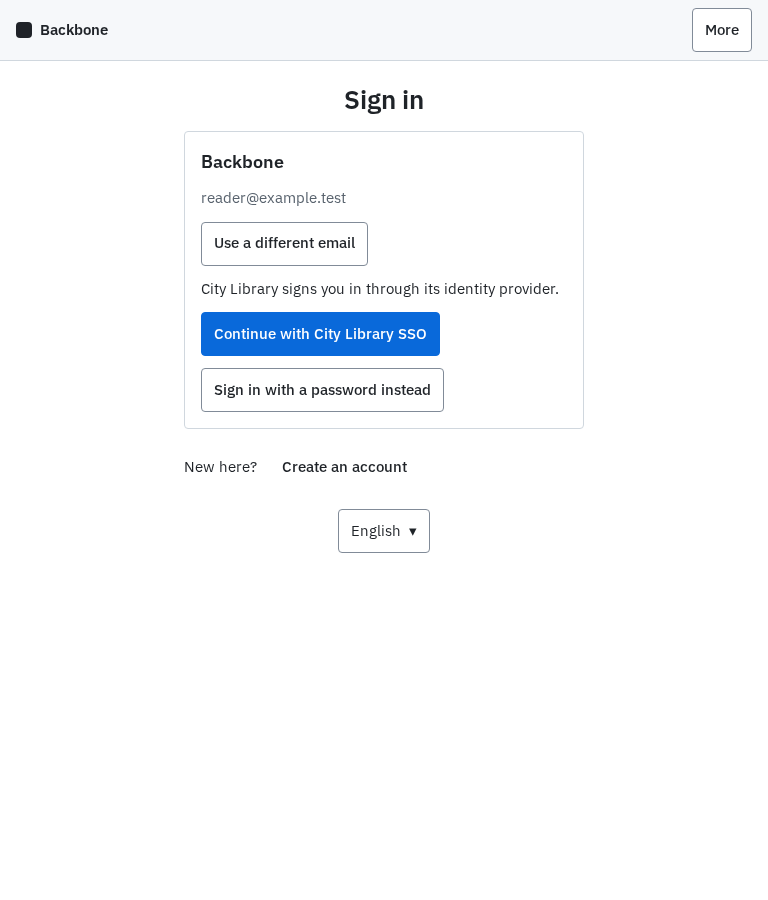 Backbone
More
Sign in
Backbone
reader@example.test
Use a different email
City Library signs you in through its identity provider.
Continue with City Library SSO
Sign in with a password instead
New here? Create an account
English ▾